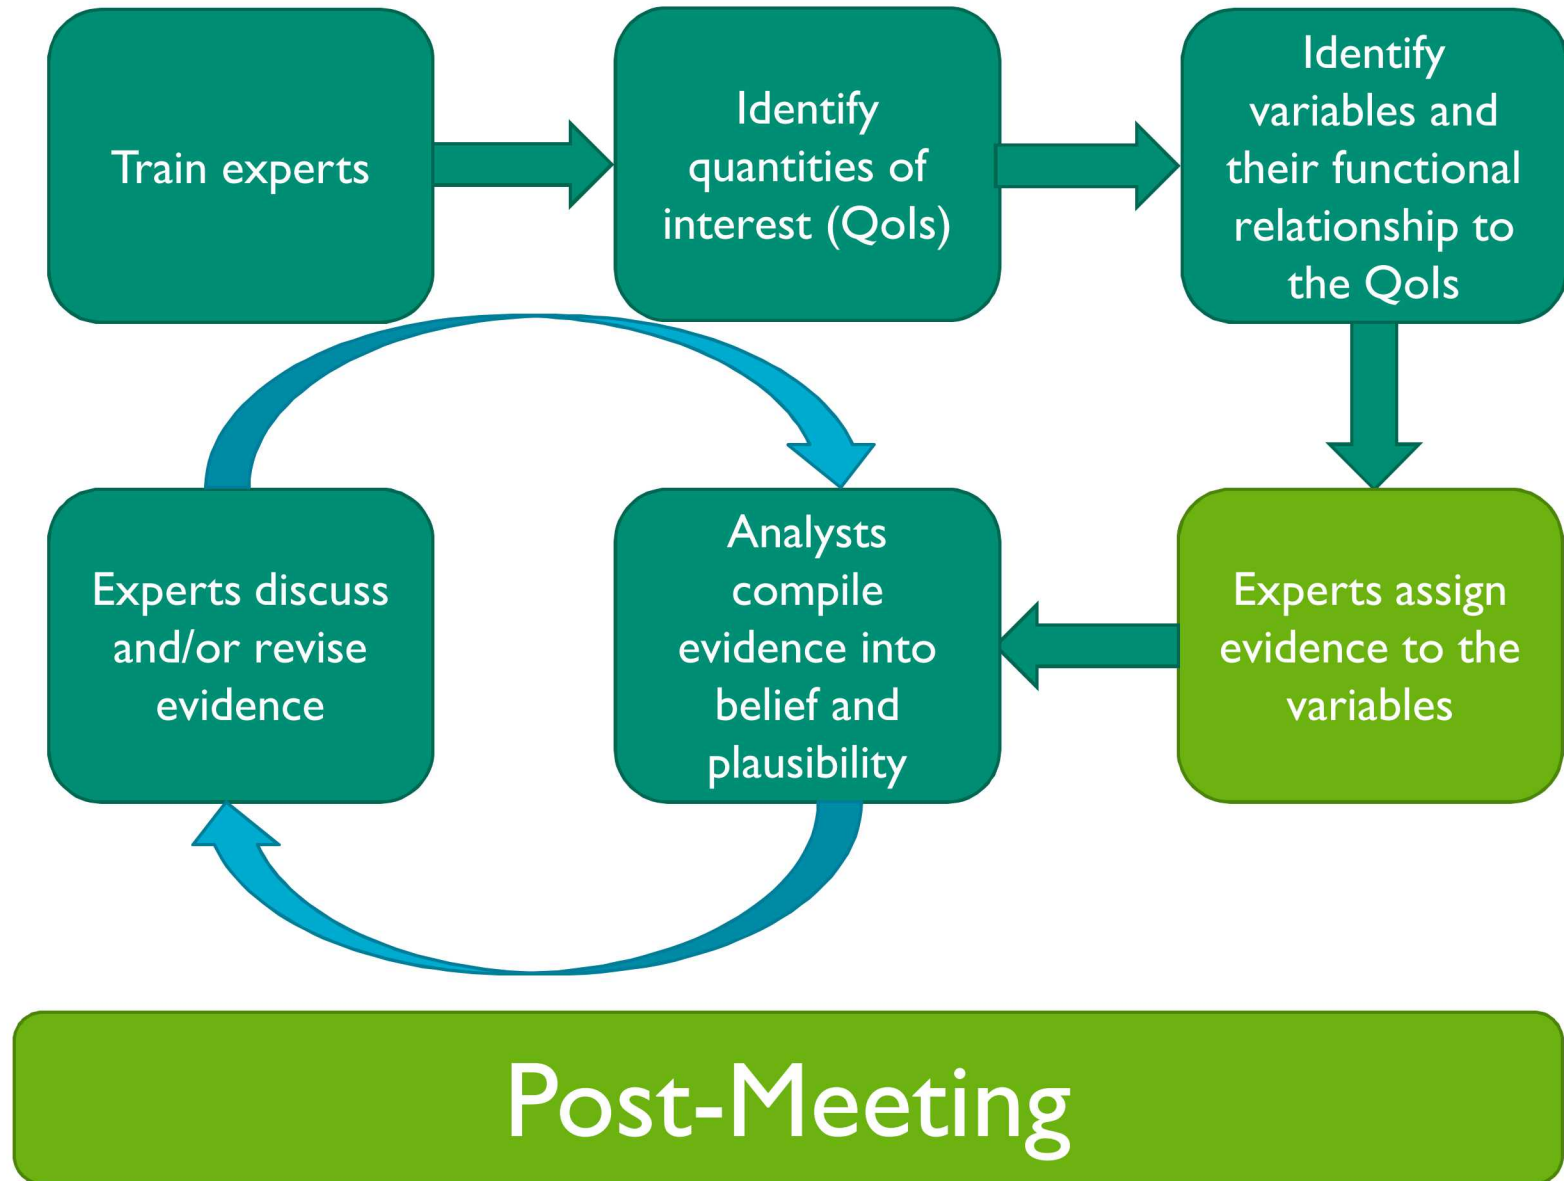 Train experts
Identify
quantities of
interest (QoIs)
Identify
variables and
their functional
relationship to
the QoIs
Experts discuss
and/or revise
evidence
Analysts
compile
evidence into
belief and
plausibility
Experts assign
evidence to the
variables
Post-Meeting